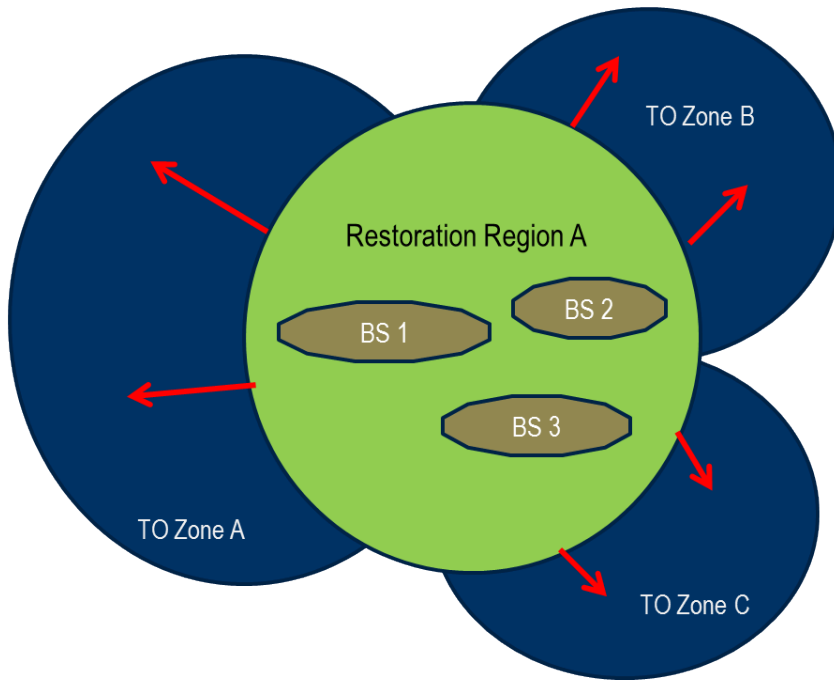 TO Zone B
Restoration Region A
BS 2
BS 1
BS 3
TO Zone A
TO Zone C